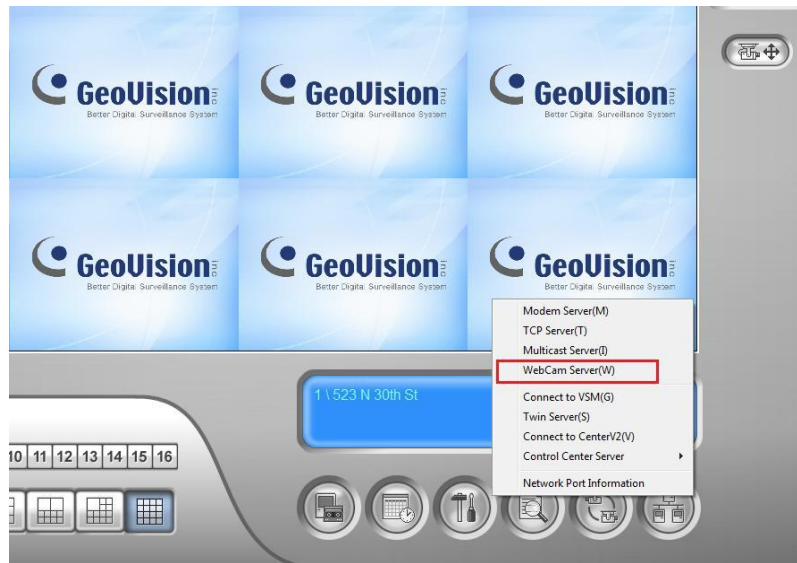 GeoVision inc
Better Digital Surveillance System
GeoVision inc
Better Digital Surveillance System
GeoVision inc
Better Digital Surveillance System
GeoVision inc
Better Digital Surveillance System
GeoVision inc
Better Digital Surveillance System
GeoVision inc
Better Digital Surveillance System
Modem Server(M)
TCP Server(T)
Multicast Server(I)
WebCam Server(W)
Connect to VSM(G)
Twin Server(S)
Connect to CenterV2(V)
Control Center Server
Network Port Information
1 \ 523 N 30th St
10 11 12 13 14 15 16